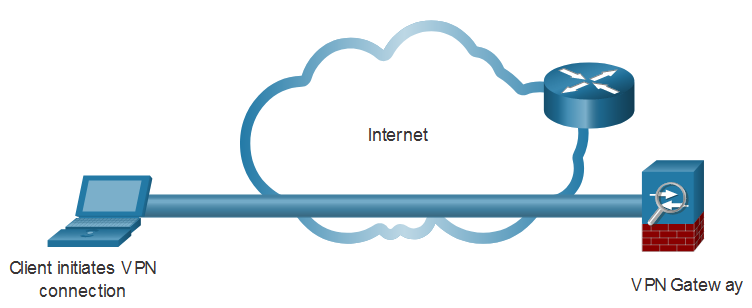 Internet
Client initiates VPN
connection
VPN Gateway